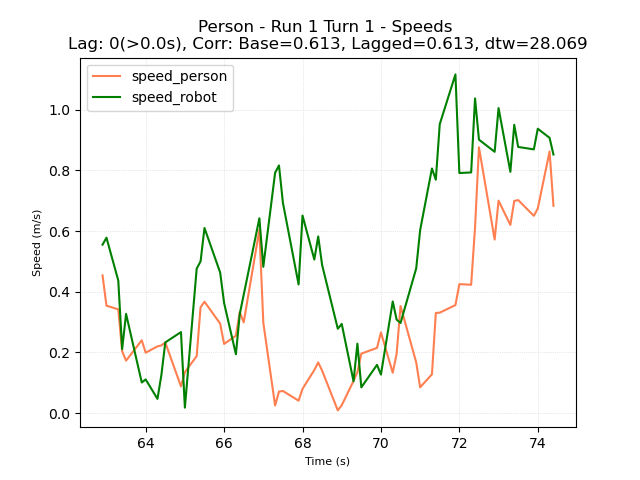 Person - Run 1 Turn 1 - Speeds
Lag: 0(>0.0s), Corr: Base=0.613, Lagged=0.613, dtw=28.069
speed_person
speed_robot
1.0
0.8
0.6
0.4
0.2
0.0
Speed (m/s)
64 66 68 70 72 74
Time (s)